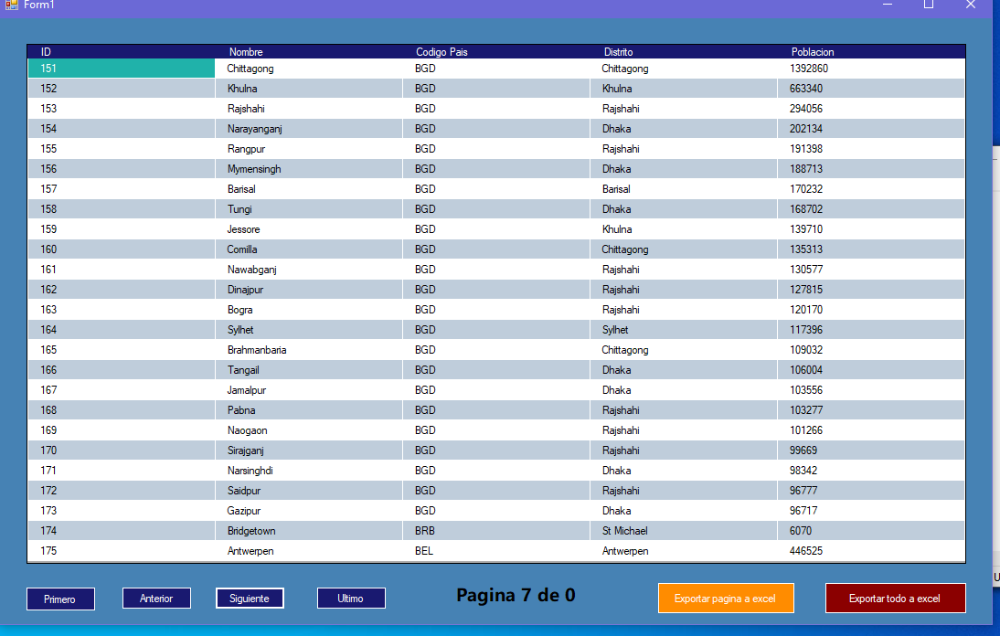 Form1
ID Nombre Codigo Pais Distrito Poblacion
151 Chittagong BGD Chittagong 1392860
152 Khulna BGD Khulna 663340
153 Rajshahi BGD Rajshahi 294056
154 Narayanganj BGD Dhaka 202134
155 Rangpur BGD Rajshahi 191398
156 Mymensingh BGD Dhaka 188713
157 Barisal BGD Barisal 170232
158 Tungi BGD Dhaka 168702
159 Jessore BGD Khulna 139710
160 Comilla BGD Chittagong 135313
161 Nawabganj BGD Rajshahi 130577
162 Dinajpur BGD Rajshahi 127815
163 Bogra BGD Rajshahi 120170
164 Sylhet BGD Sylhet 117396
165 Brahmanbaria BGD Chittagong 109032
166 Tangail BGD Dhaka 106004
167 Jamalpur BGD Dhaka 103556
168 Pabna BGD Rajshahi 103277
169 Naogaon BGD Rajshahi 101266
170 Sirajganj BGD Rajshahi 99669
171 Narsinghdi BGD Dhaka 98342
172 Saidpur BGD Rajshahi 96777
173 Gazipur BGD Dhaka 96717
174 Bridgetown BRB St Michael 6070
175 Antwerpen BEL Antwerpen 446525
Primero Anterior Siguiente Ultimo Pagina 7 de 0 Exportar pagina a excel Exportar todo a excel